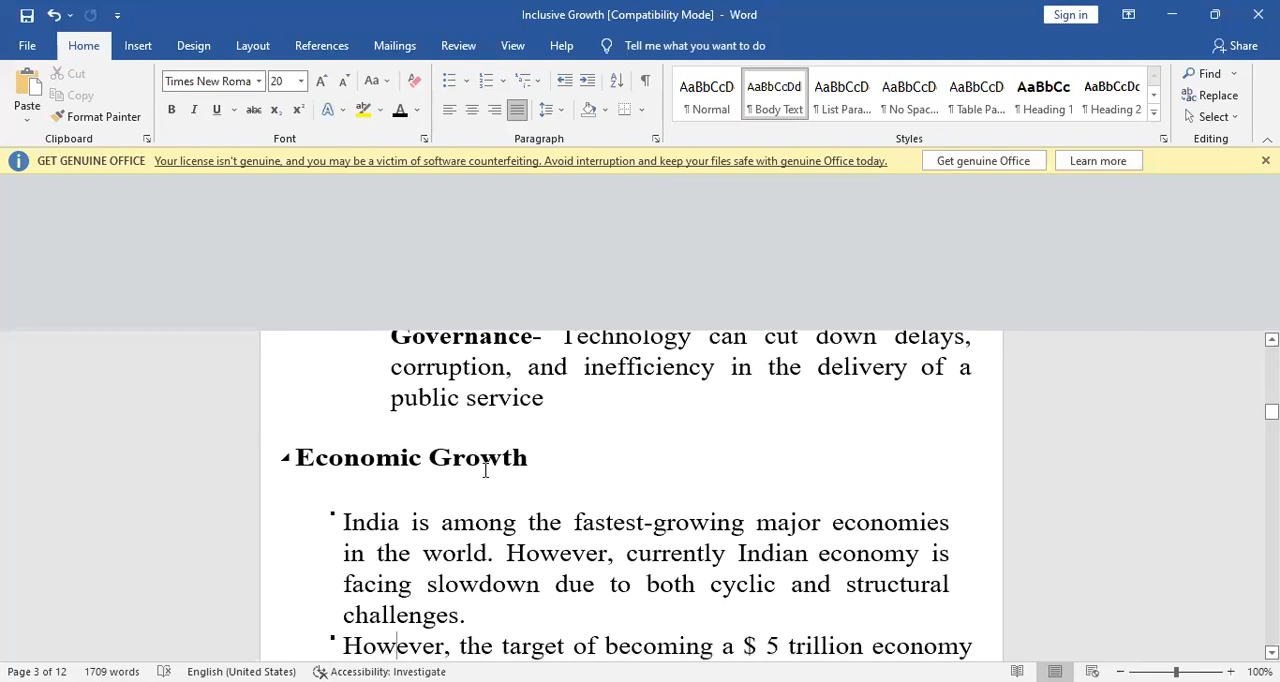 Inclusive Growth [Compatibility Mode] - Word
Sign in
File Home Insert Design Layout References Mailings Review View Help Tell me what you want to do Share
Paste Cut Copy Format Painter
Clipboard
Times New Roma 20 A A Aa
B I U abc x₂ x² A A
Font
Paragraph
AaBbCcD ¶ Normal
AaBbCcDd ¶ Body Text
AaBbCcD ¶ List Para...
AaBbCcD ¶ No Spac...
AaBbCcD ¶ Table Pa...
AaBbCc ¶ Heading 1
AaBbCcDc ¶ Heading 2
Styles
Find
Replace
Select
Editing
GET GENUINE OFFICE Your license isn't genuine, and you may be a victim of software counterfeiting. Avoid interruption and keep your files safe with genuine Office today. Get genuine Office Learn more
Governance- Technology can cut down delays,
corruption, and inefficiency in the delivery of a
public service
Economic Growth
India is among the fastest-growing major economies
in the world. However, currently Indian economy is
facing slowdown due to both cyclic and structural
challenges.
However, the target of becoming a $ 5 trillion economy
Page 3 of 12 1709 words English (United States) Accessibility: Investigate 100%